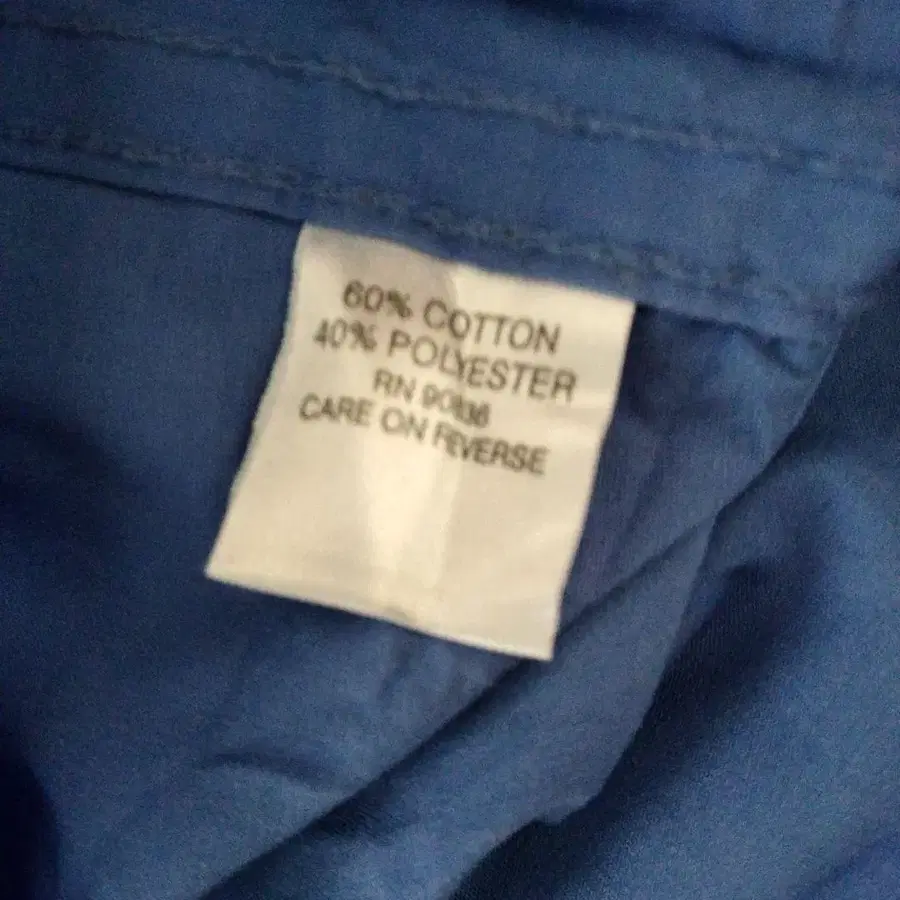 60% COTTON
40% POLYESTER
RN
CARE ON REVERSE